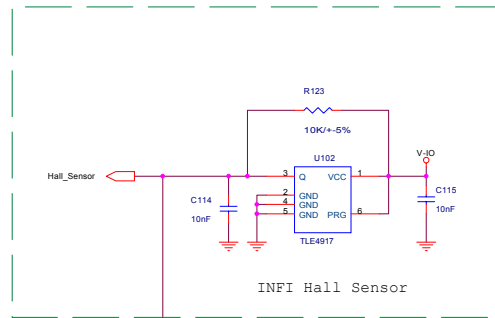 R123
10K/+-5%
U102
V-IO
Hall_Sensor
3 Q VCC 1
C114
10nF
2 GND
4 GND
5 GND PRG 6
C115
10nF
TLE4917
INFI Hall Sensor